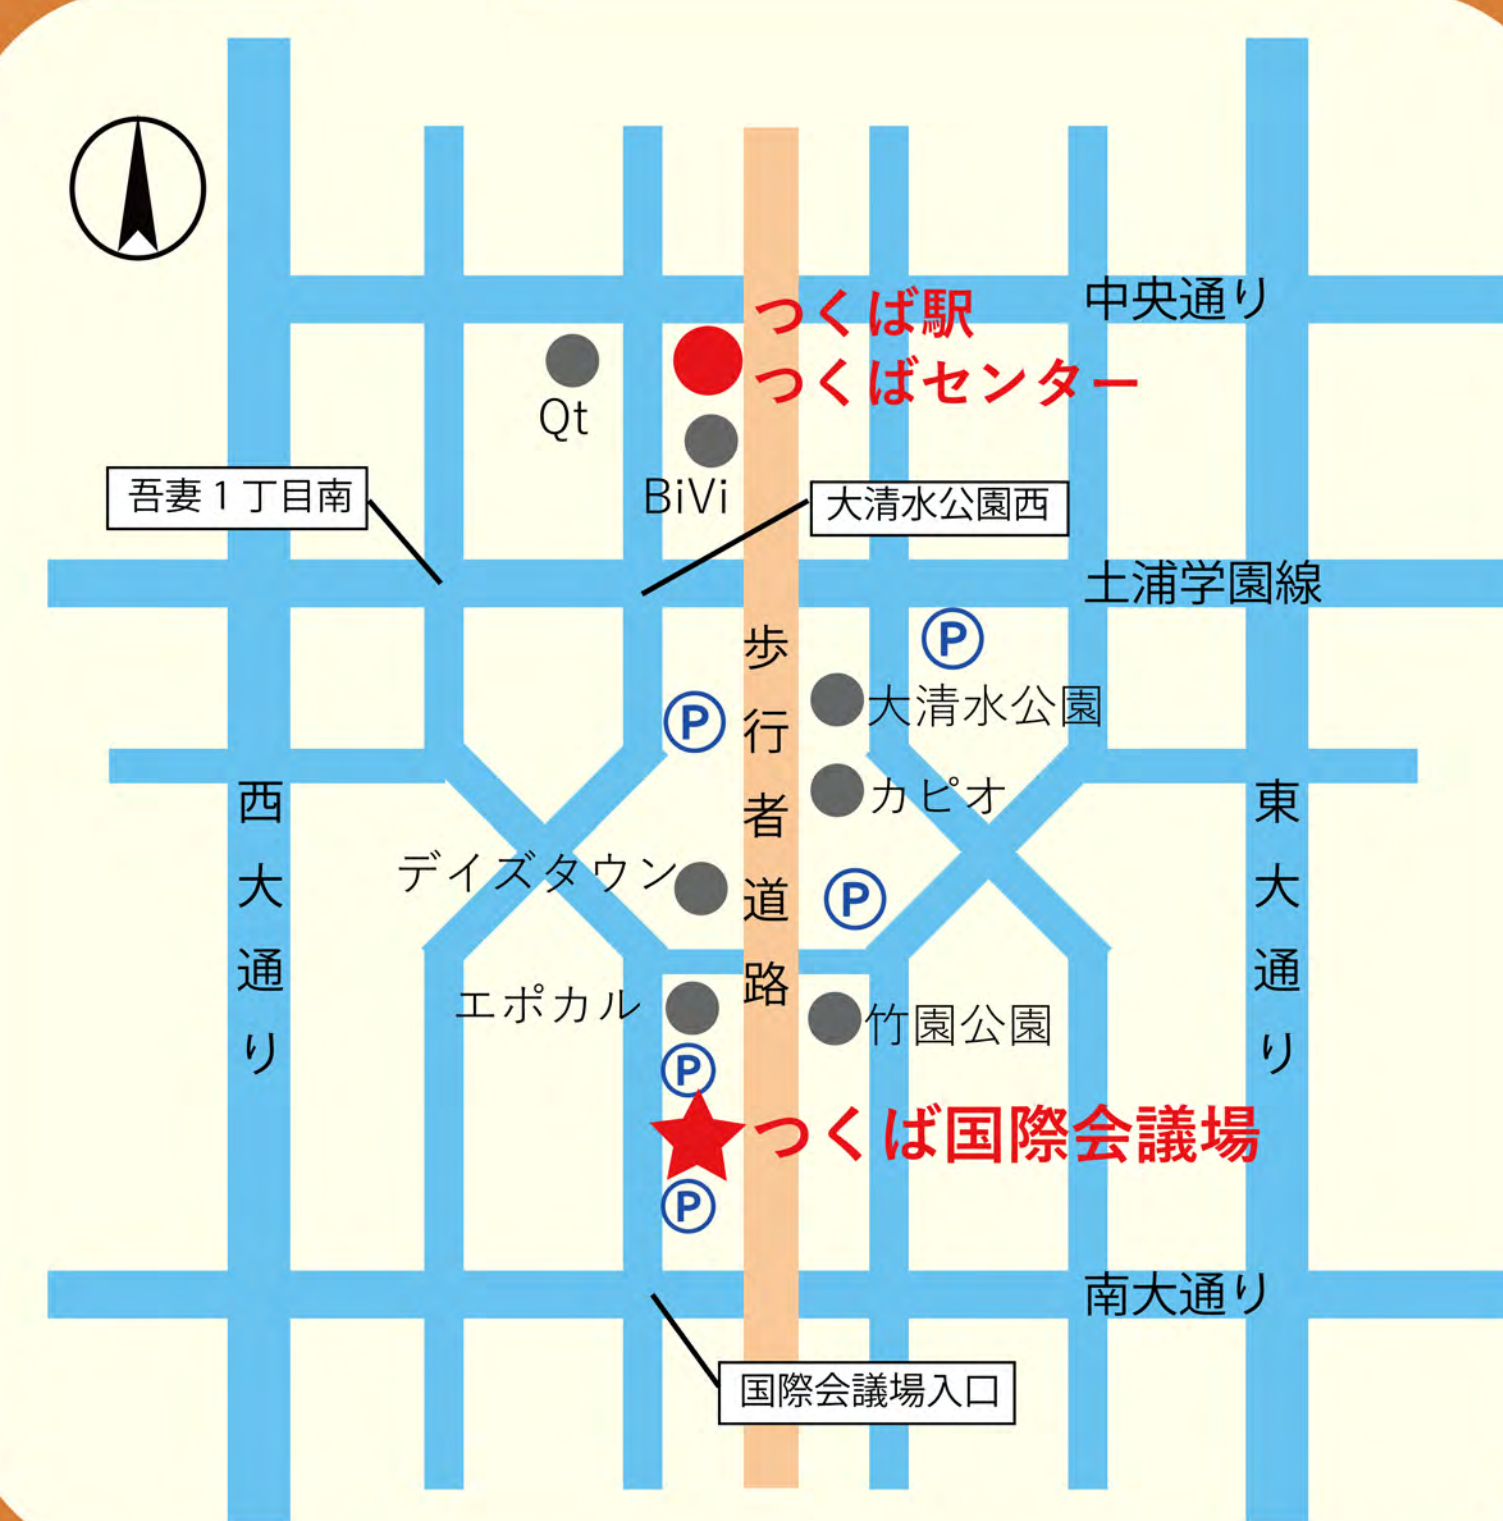 中央通り
つくば駅
つくばセンター
Qt
BiVi
吾妻1丁目南
大清水公園西
土浦学園線
P
大清水公園
P
歩行者道路
カピオ
西大通り
東大通り
デイズタウン
P
エポカル
竹園公園
P
つくば国際会議場
P
南大通り
国際会議場入口